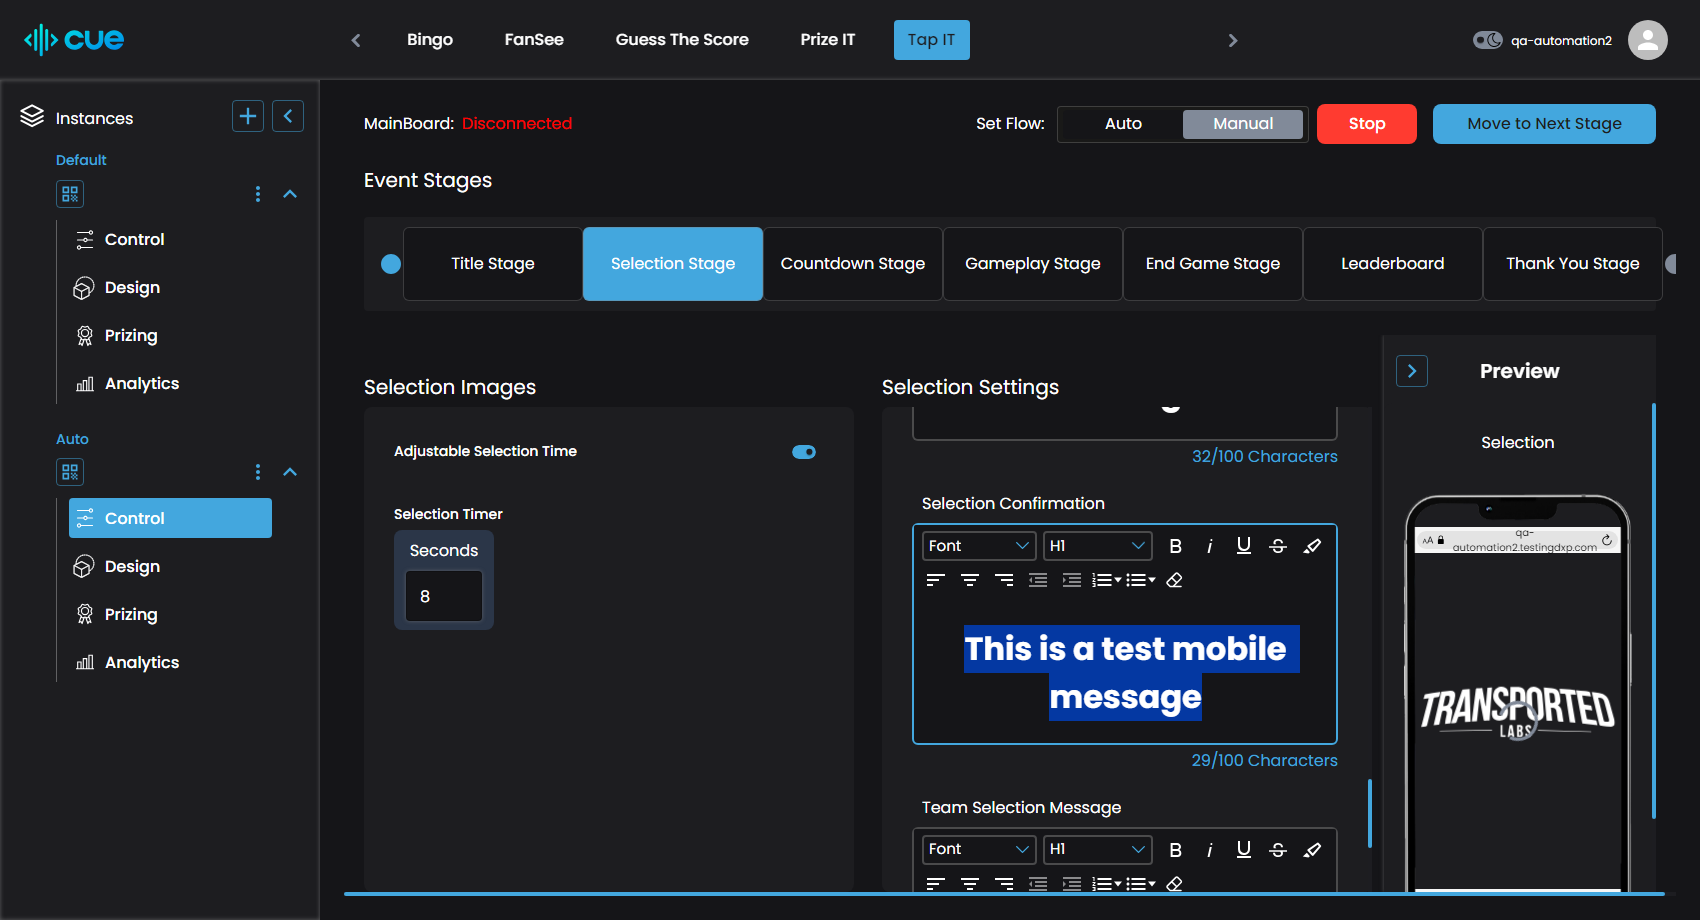 cue
Bingo
FanSee
Guess The Score
Prize IT
Tap IT
qa-automation2
Instances
Default
Control
Design
Prizing
Analytics
Auto
Control
Design
Prizing
Analytics
MainBoard: Disconnected
Set Flow:
Auto
Manual
Stop
Move to Next Stage
Event Stages
Title Stage
Selection Stage
Countdown Stage
Gameplay Stage
End Game Stage
Leaderboard
Thank You Stage
Selection Images
Adjustable Selection Time
Selection Timer
Seconds
8
Selection Settings
32/100 Characters
Selection Confirmation
Font
H1
B
i
U
S
This is a test mobile
message
29/100 Characters
Team Selection Message
Font
H1
B
i
U
S
Preview
Selection
AA
qa-
automation2.testingdxp.com
TRANSPORTED
LABS